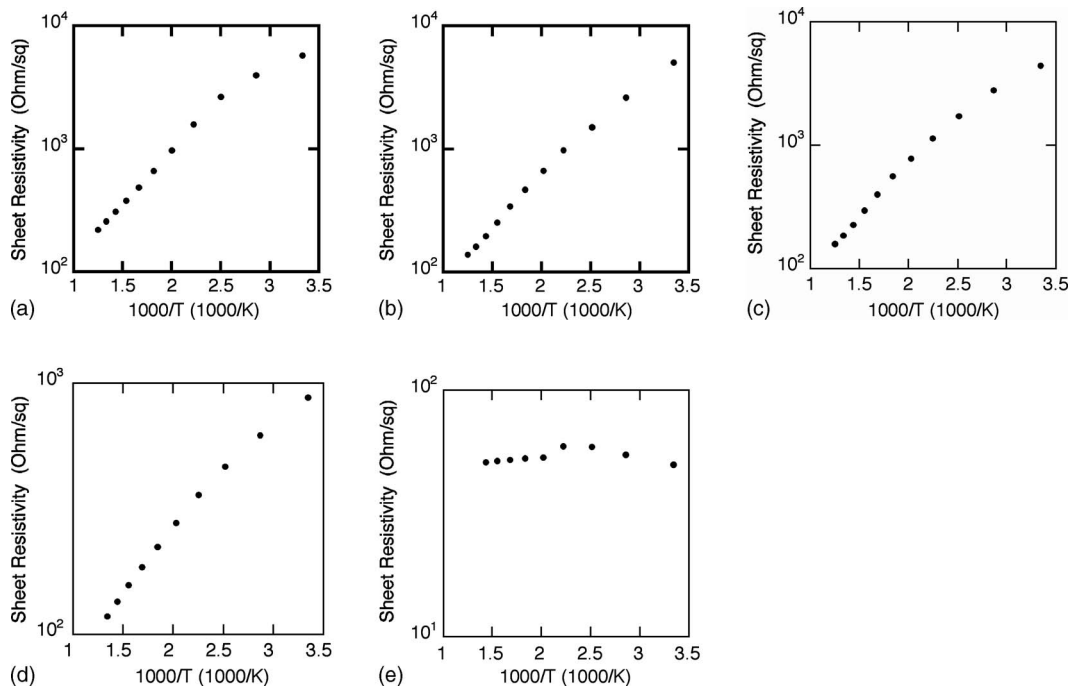 10⁴
10³
10²
Sheet Resistivity (Ohm/sq)
1 1.5 2 2.5 3 3.5
1000/T (1000/K)
(a)
10⁴
10³
10²
Sheet Resistivity (Ohm/sq)
1 1.5 2 2.5 3 3.5
1000/T (1000/K)
(b)
10⁴
10³
10²
Sheet Resistivity (Ohm/sq)
1 1.5 2 2.5 3 3.5
1000/T (1000/K)
(c)
10³
10²
Sheet Resistivity (Ohm/sq)
1 1.5 2 2.5 3 3.5
1000/T (1000/K)
(d)
10²
10¹
Sheet Resistivity (Ohm/sq)
1 1.5 2 2.5 3 3.5
1000/T (1000/K)
(e)